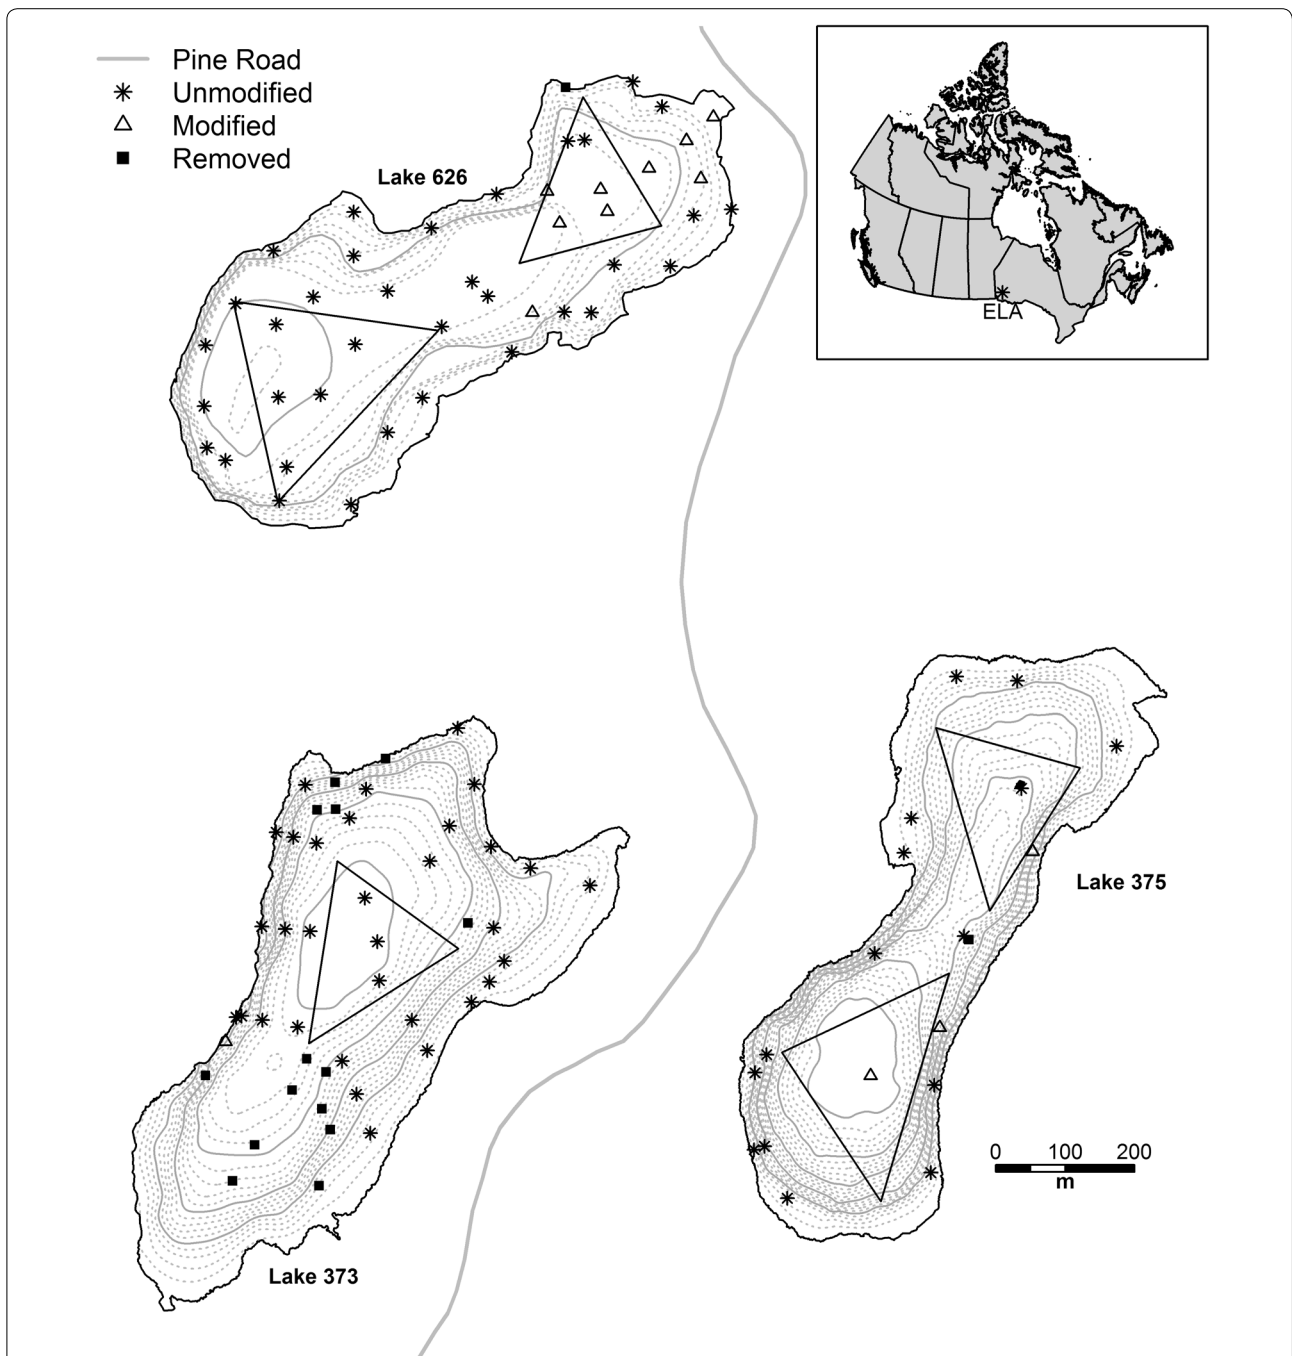 Pine Road
Unmodified
Modified
Removed
Lake 626
ELA
Lake 375
0 100 200
m
Lake 373